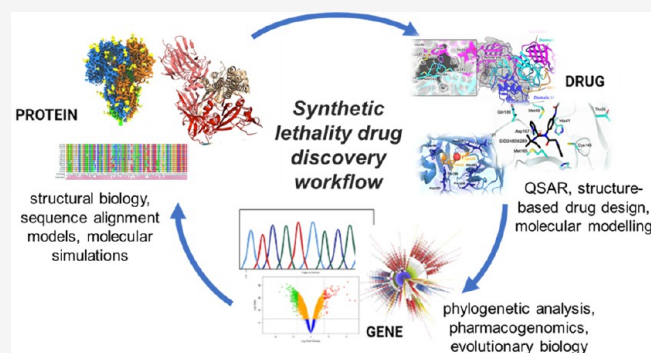 PROTEIN
structural biology,
sequence alignment
models, molecular
simulations
Synthetic
lethality drug
discovery
workflow
DRUG
QSAR, structure-
based drug design,
molecular modelling
GENE
phylogenetic analysis,
pharmacogenomics,
evolutionary biology